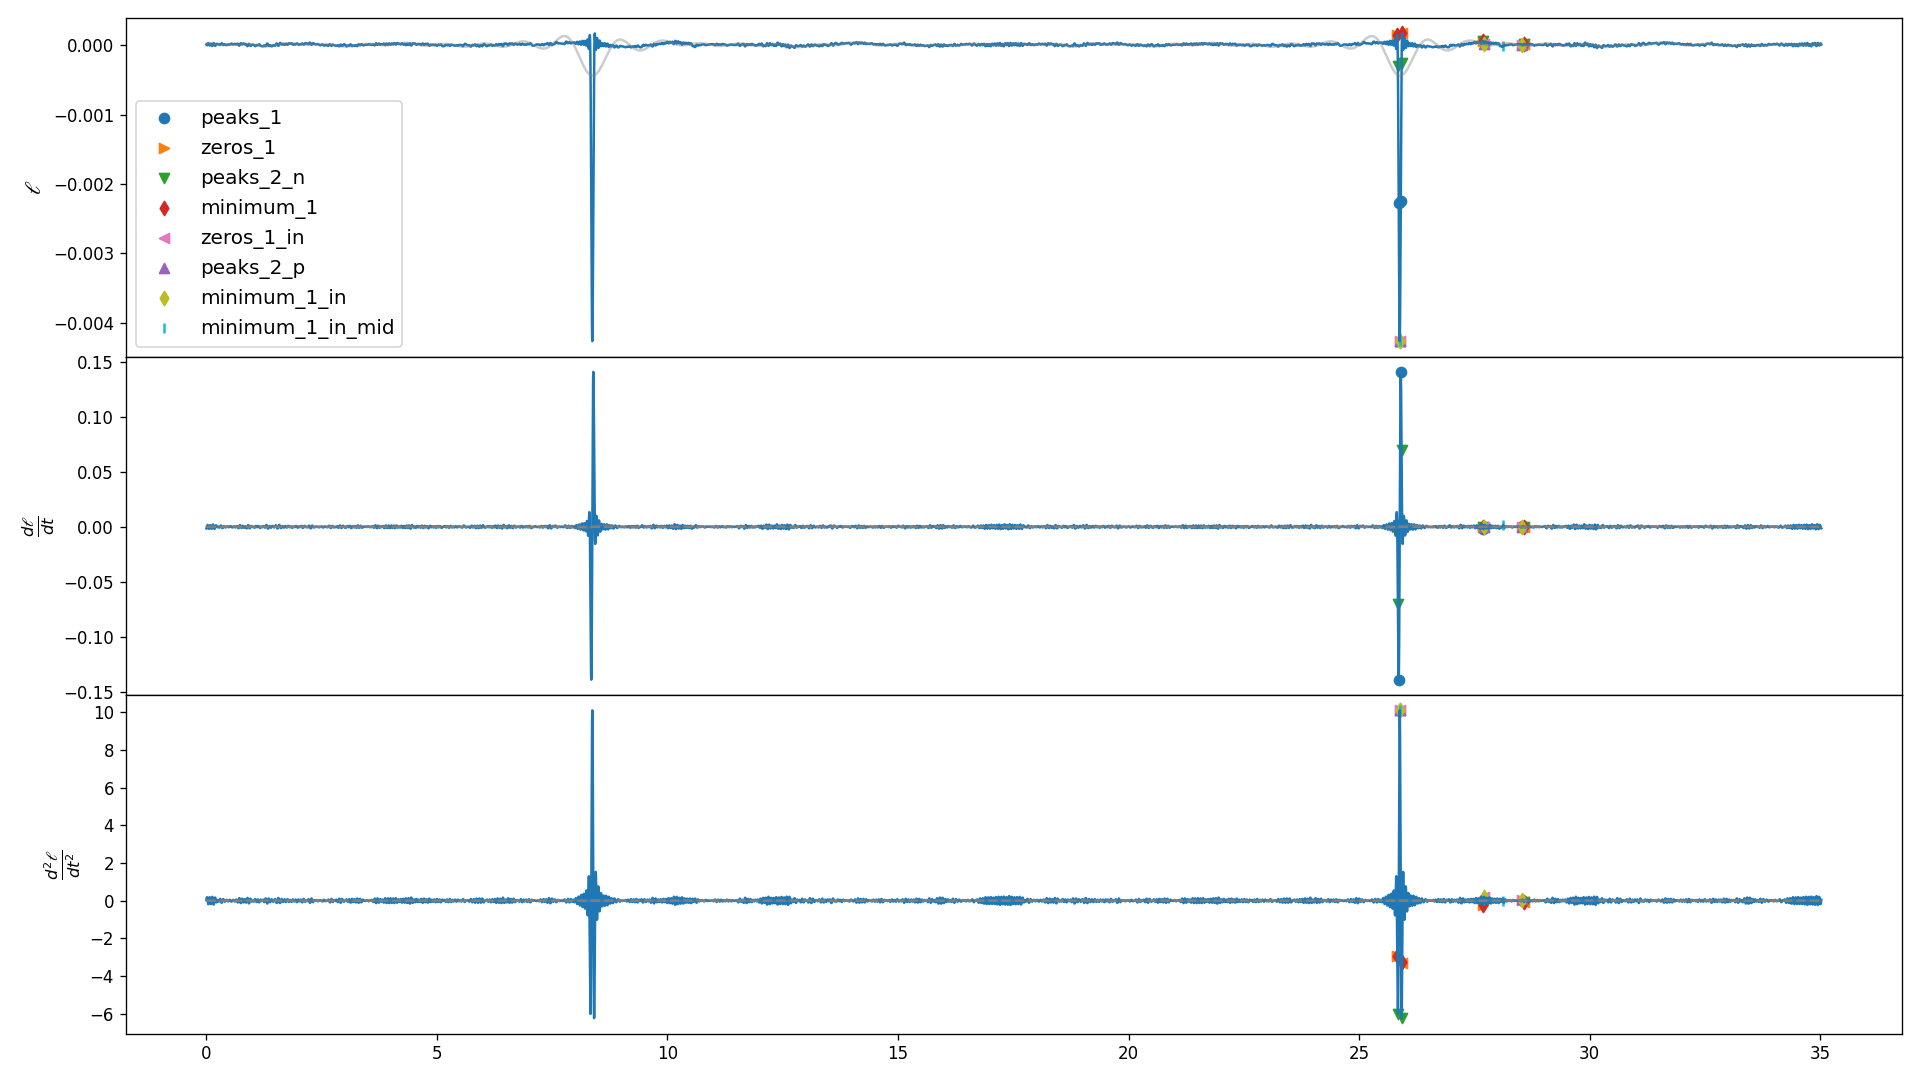 0.000
−0.001
−0.002
−0.003
−0.004
ℓ
peaks_1
zeros_1
peaks_2_n
minimum_1
zeros_1_in
peaks_2_p
minimum_1_in
minimum_1_in_mid
0.15
0.10
0.05
0.00
−0.05
−0.10
−0.15
dℓ
dt
10
8
6
4
2
0
−2
−4
−6
d²ℓ
dt²
0 5 10 15 20 25 30 35